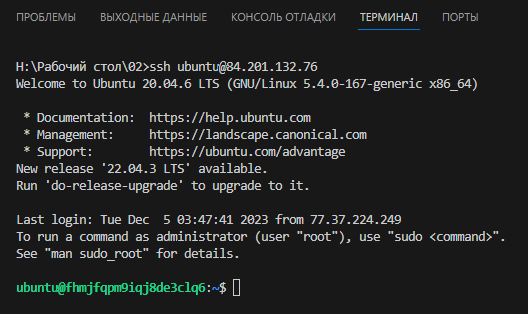 ПРОБЛЕМЫ ВЫХОДНЫЕ ДАННЫЕ КОНСОЛЬ ОТЛАДКИ ТЕРМИНАЛ ПОРТЫ
H:\Рабочий стол\02>ssh ubuntu@84.201.132.76
Welcome to Ubuntu 20.04.6 LTS (GNU/Linux 5.4.0-167-generic x86_64)
* Documentation:  https://help.ubuntu.com
* Management:     https://landscape.canonical.com
* Support:        https://ubuntu.com/advantage
New release '22.04.3 LTS' available.
Run 'do-release-upgrade' to upgrade to it.
Last login: Tue Dec  5 03:47:41 2023 from 77.37.224.249
To run a command as administrator (user "root"), use "sudo <command>".
See "man sudo_root" for details.
ubuntu@fhmjfqpm9iqj8de3clq6:~$